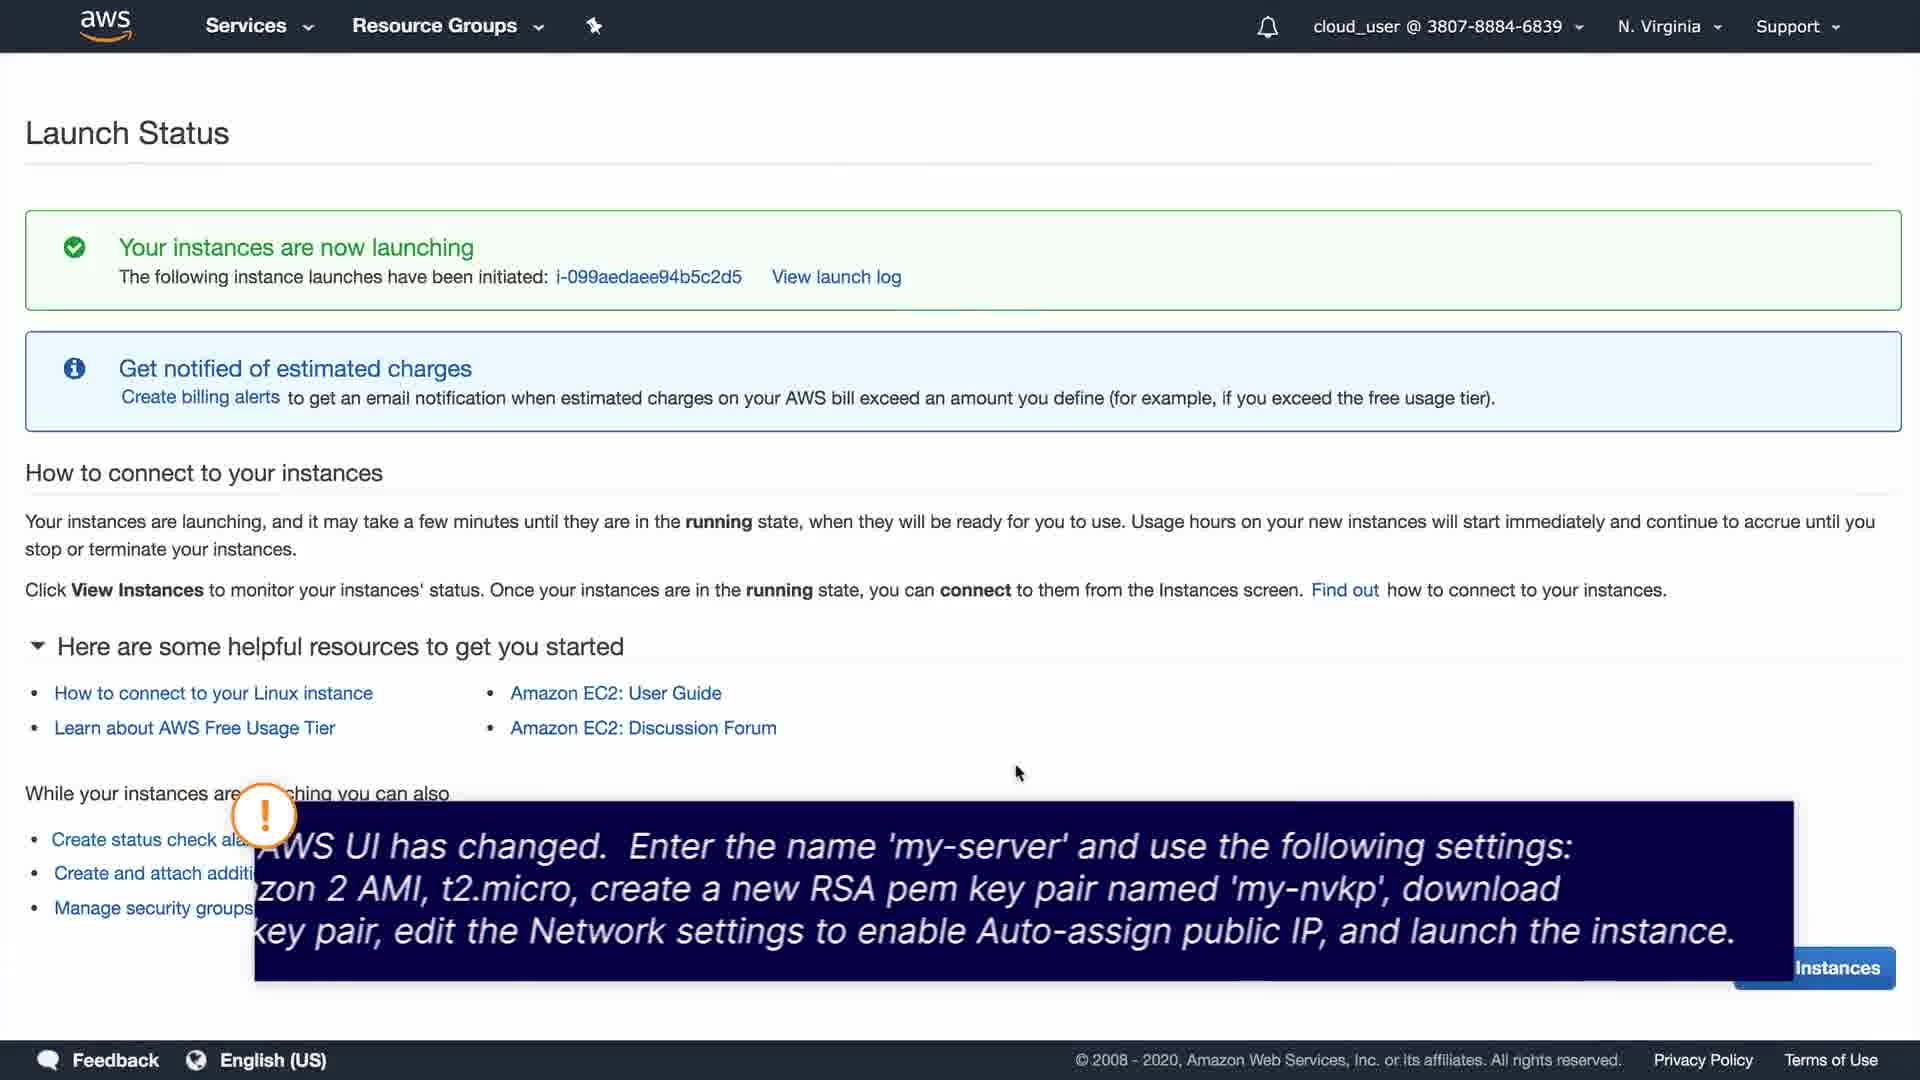 aws Services Resource Groups cloud_user @ 3807-8884-6839 N. Virginia Support
Launch Status
Your instances are now launching
The following instance launches have been initiated: i-099aedaee94b5c2d5 View launch log
Get notified of estimated charges
Create billing alerts to get an email notification when estimated charges on your AWS bill exceed an amount you define (for example, if you exceed the free usage tier).
How to connect to your instances
Your instances are launching, and it may take a few minutes until they are in the running state, when they will be ready for you to use. Usage hours on your new instances will start immediately and continue to accrue until you
stop or terminate your instances.
Click View Instances to monitor your instances' status. Once your instances are in the running state, you can connect to them from the Instances screen. Find out how to connect to your instances.
Here are some helpful resources to get you started
• How to connect to your Linux instance • Amazon EC2: User Guide
• Learn about AWS Free Usage Tier • Amazon EC2: Discussion Forum
While your instances are you can also
• Create status check
• Create and attach
• Manage security groups
AWS UI has changed. Enter the name 'my-server' and use the following settings:
2 AMI, t2.micro, create a new RSA pem key pair named 'my-nvkp', download
key pair, edit the Network settings to enable Auto-assign public IP, and launch the instance.
Instances
Feedback English (US) © 2008 - 2020, Amazon Web Services, Inc. or its affiliates. All rights reserved. Privacy Policy Terms of Use